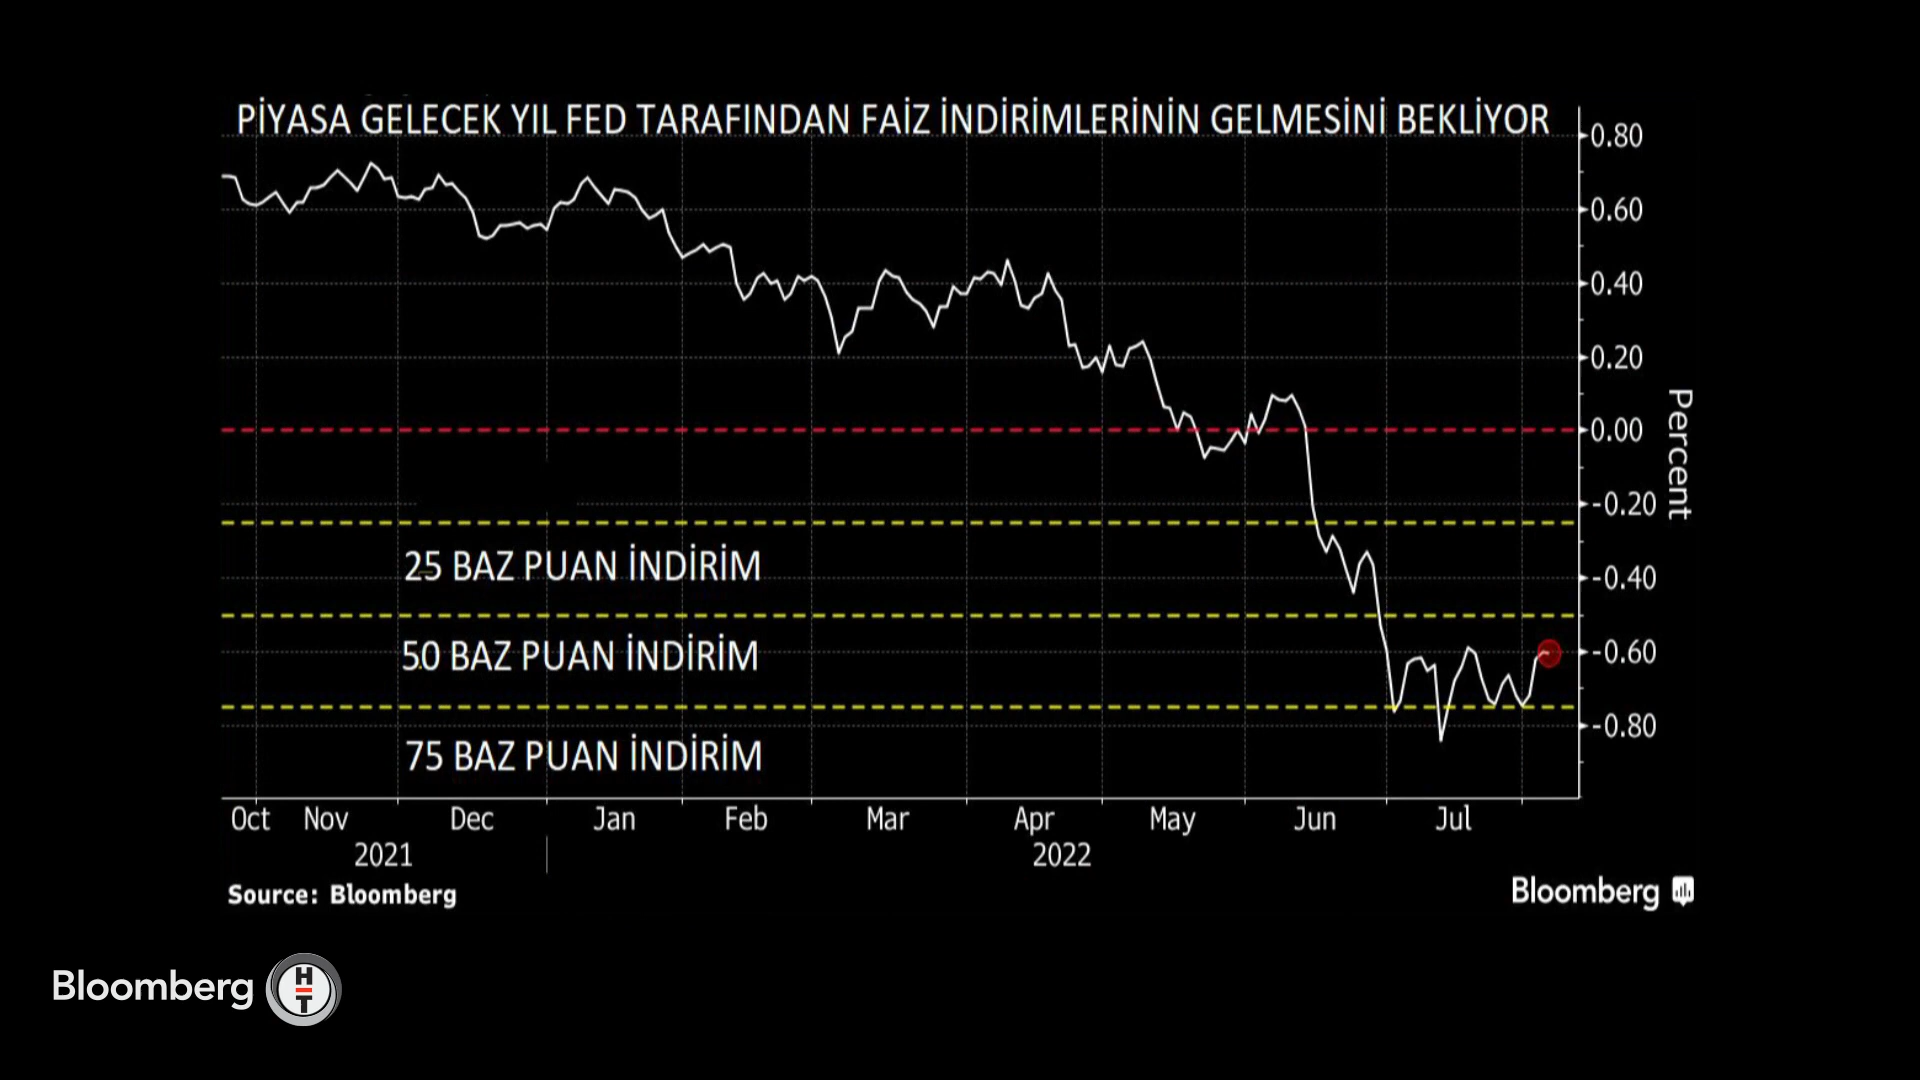 PİYASA GELECEK YIL FED TARAFINDAN FAİZ İNDİRİMLERİNİN GELMESİNİ BEKLİYOR
0.80
0.60
0.40
0.20
0.00
-0.20
-0.40
-0.60
-0.80
Percent
25 BAZ PUAN İNDİRİM
50 BAZ PUAN İNDİRİM
75 BAZ PUAN İNDİRİM
Oct Nov Dec Jan Feb Mar Apr May Jun Jul
2021 2022
Source: Bloomberg
Bloomberg
Bloomberg HT